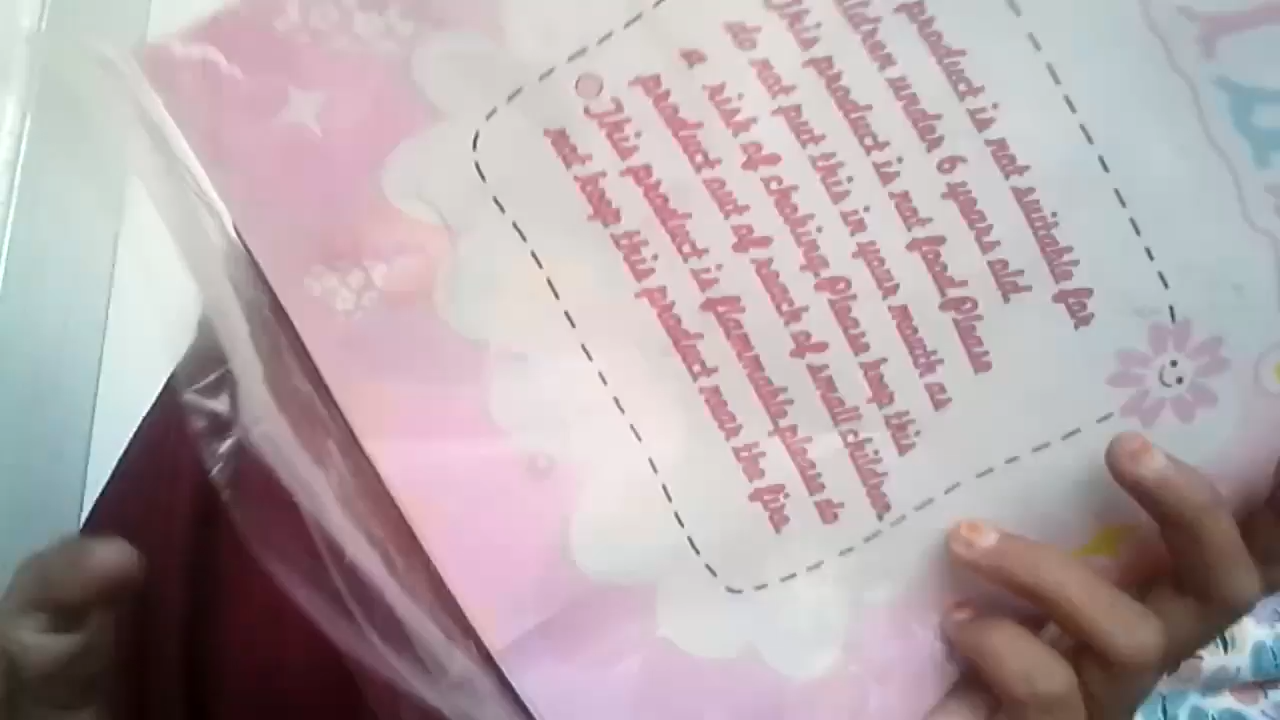 product is not suitable for
ildren under 6 years old
This product is not food Please
do not put this in your mouth as
a risk of choking Please keep this
product out of reach of small children
This product is flammable, please do
not keep this product near the fire